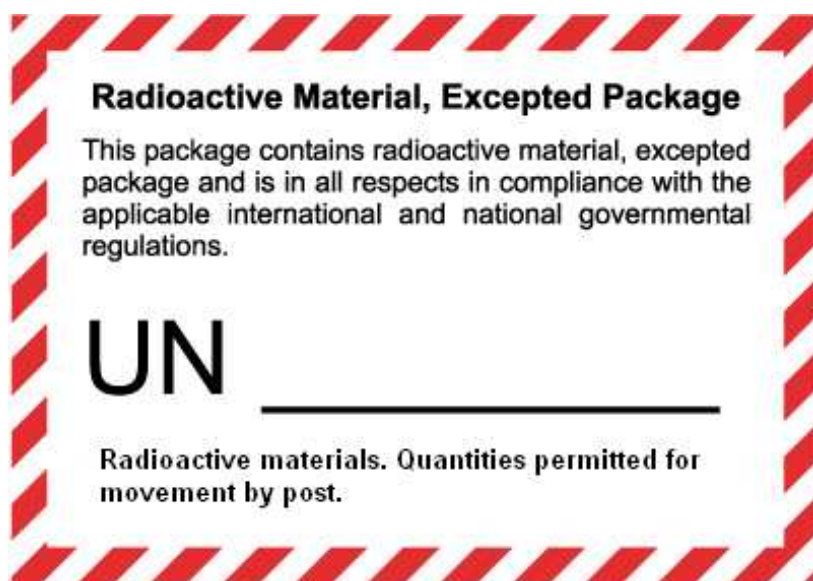 Radioactive Material, Excepted Package
This package contains radioactive material, excepted
package and is in all respects in compliance with the
applicable international and national governmental
regulations.
UN
Radioactive materials. Quantities permitted for
movement by post.